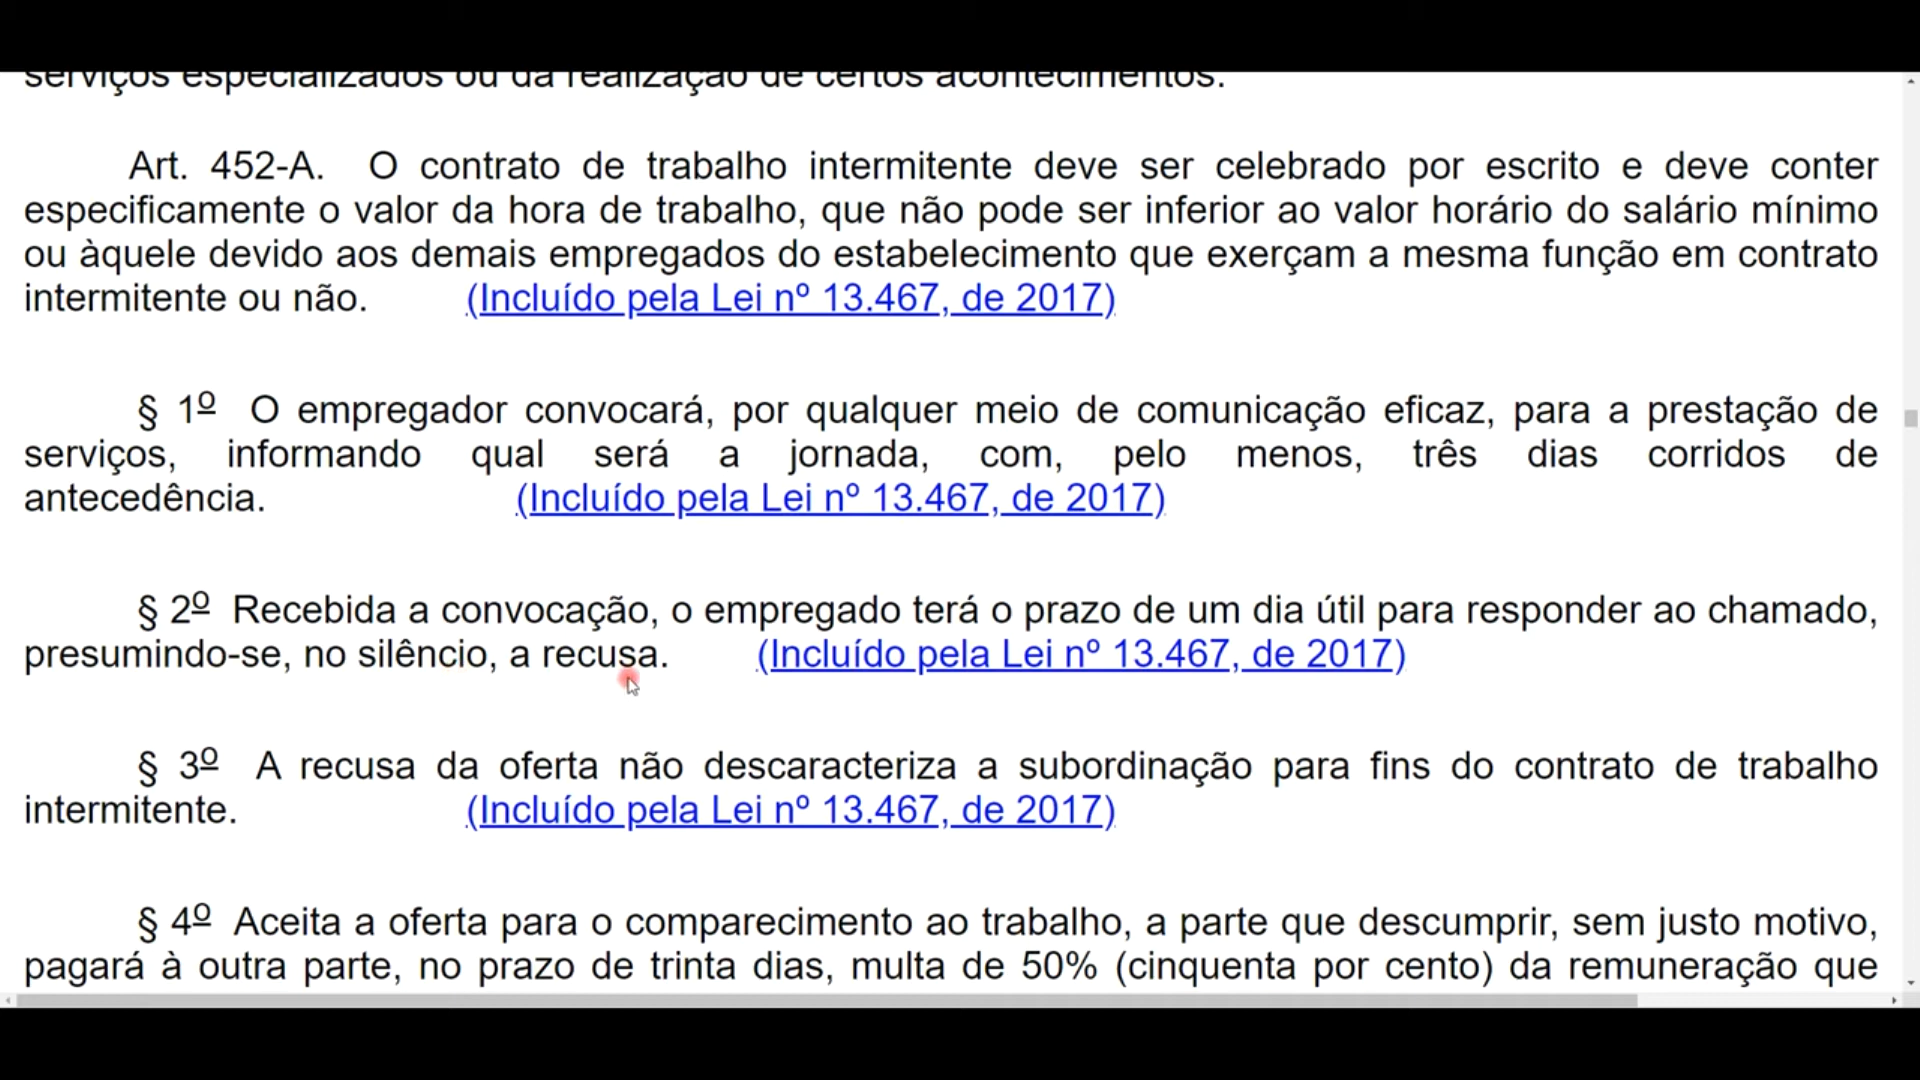 serviços especializados ou da realização de certos acontecimentos.
Art. 452-A. O contrato de trabalho intermitente deve ser celebrado por escrito e deve conter
especificamente o valor da hora de trabalho, que não pode ser inferior ao valor horário do salário mínimo
ou àquele devido aos demais empregados do estabelecimento que exerçam a mesma função em contrato
intermitente ou não. (Incluído pela Lei nº 13.467, de 2017)
§ 1º O empregador convocará, por qualquer meio de comunicação eficaz, para a prestação de
serviços, informando qual será a jornada, com, pelo menos, três dias corridos de
antecedência. (Incluído pela Lei nº 13.467, de 2017)
§ 2º Recebida a convocação, o empregado terá o prazo de um dia útil para responder ao chamado,
presumindo-se, no silêncio, a recusa. (Incluído pela Lei nº 13.467, de 2017)
§ 3º A recusa da oferta não descaracteriza a subordinação para fins do contrato de trabalho
intermitente. (Incluído pela Lei nº 13.467, de 2017)
§ 4º Aceita a oferta para o comparecimento ao trabalho, a parte que descumprir, sem justo motivo,
pagará à outra parte, no prazo de trinta dias, multa de 50% (cinquenta por cento) da remuneração que